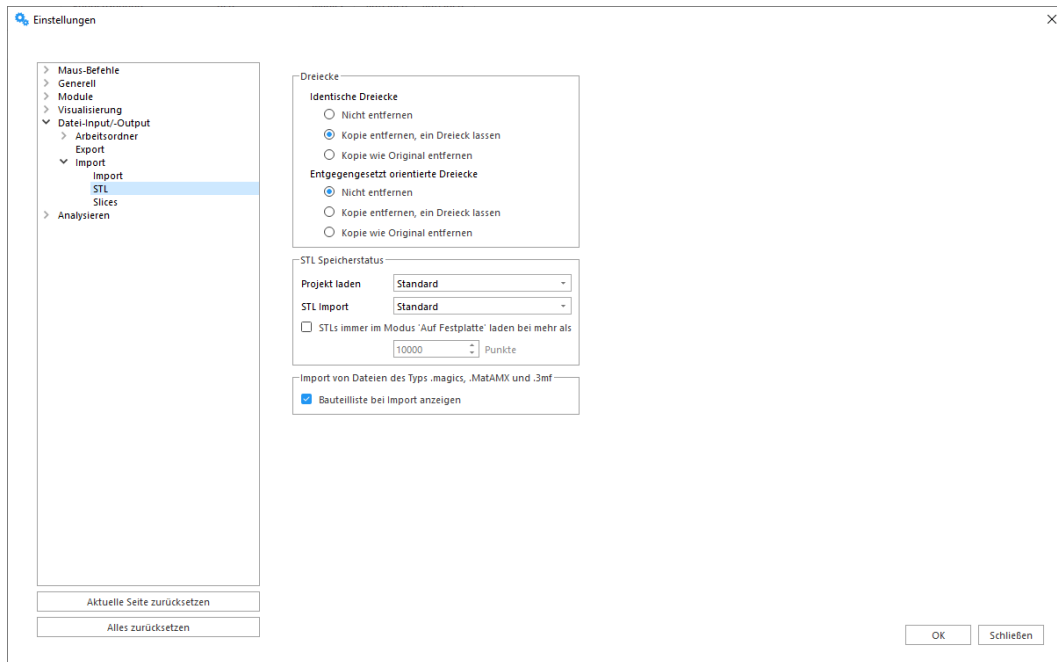 Einstellungen
Maus-Befehle
Generell
Module
Visualisierung
Datei-Input/-Output
Arbeitsordner
Export
Import
Import
STL
Slices
Analysieren
Aktuelle Seite zurücksetzen
Alles zurücksetzen
Dreiecke
Identische Dreiecke
Nicht entfernen
Kopie entfernen, ein Dreieck lassen
Kopie wie Original entfernen
Entgegengesetzt orientierte Dreiecke
Nicht entfernen
Kopie entfernen, ein Dreieck lassen
Kopie wie Original entfernen
STL Speicherstatus
Projekt laden Standard
STL Import Standard
STLs immer im Modus 'Auf Festplatte' laden bei mehr als
10000 Punkte
Import von Dateien des Typs .magics, .MatAMX und .3mf
Bauteilliste bei Import anzeigen
OK Schließen